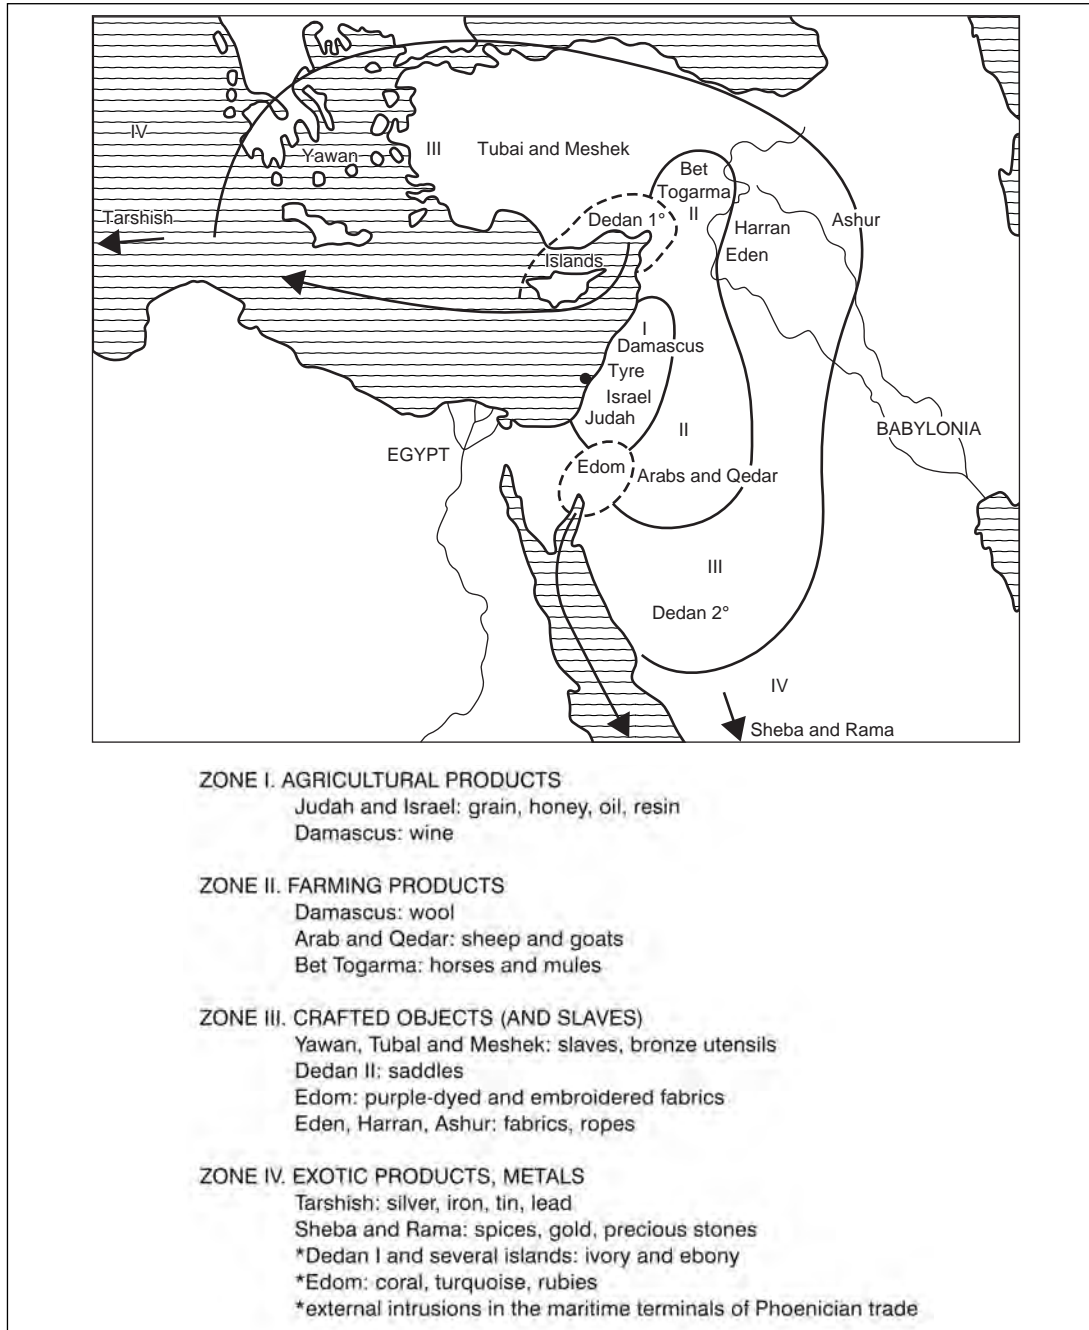 IV
Yawan
III
Tubai and Meshek
Bet
Togarma
II
Tarshish
Dedan 1°
Harran
Ashur
Eden
Islands
I
Damascus
Tyre
Israel
Judah
II
BABYLONIA
EGYPT
Edom
Arabs and Qedar
III
Dedan 2°
IV
Sheba and Rama
ZONE I. AGRICULTURAL PRODUCTS
Judah and Israel: grain, honey, oil, resin
Damascus: wine
ZONE II. FARMING PRODUCTS
Damascus: wool
Arab and Qedar: sheep and goats
Bet Togarma: horses and mules
ZONE III. CRAFTED OBJECTS (AND SLAVES)
Yawan, Tubal and Meshek: slaves, bronze utensils
Dedan II: saddles
Edom: purple-dyed and embroidered fabrics
Eden, Harran, Ashur: fabrics, ropes
ZONE IV. EXOTIC PRODUCTS, METALS
Tarshish: silver, iron, tin, lead
Sheba and Rama: spices, gold, precious stones
*Dedan I and several islands: ivory and ebony
*Edom: coral, turquoise, rubies
*external intrusions in the maritime terminals of Phoenician trade